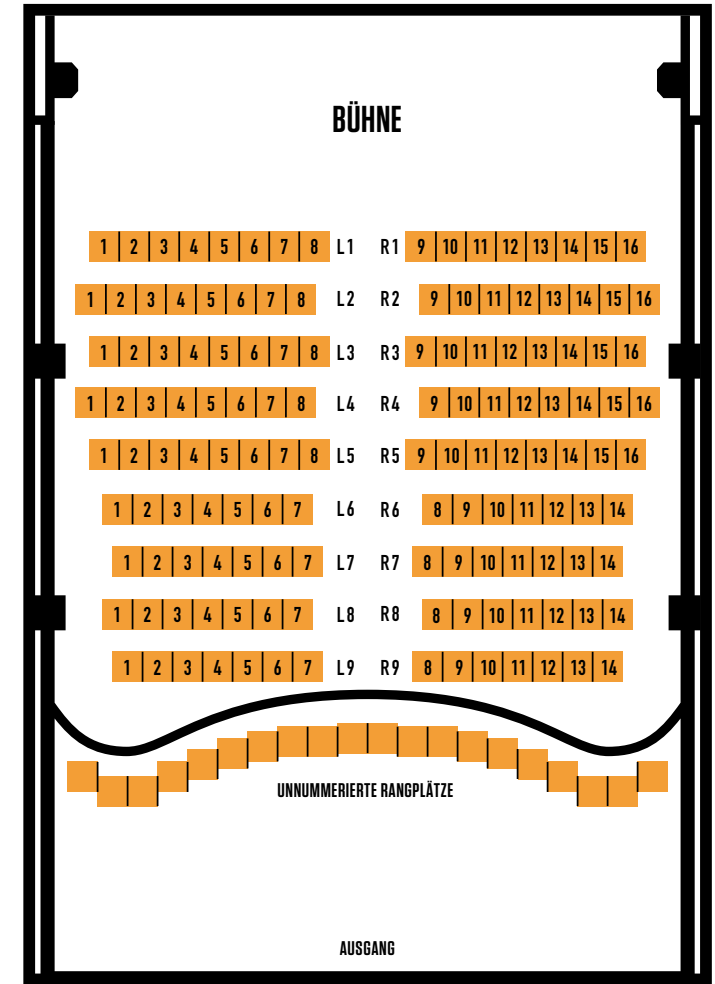 BÜHNE
1 2 3 4 5 6 7 8 L1 R1 9 10 11 12 13 14 15 16
1 2 3 4 5 6 7 8 L2 R2 9 10 11 12 13 14 15 16
1 2 3 4 5 6 7 8 L3 R3 9 10 11 12 13 14 15 16
1 2 3 4 5 6 7 8 L4 R4 9 10 11 12 13 14 15 16
1 2 3 4 5 6 7 8 L5 R5 9 10 11 12 13 14 15 16
1 2 3 4 5 6 7 L6 R6 8 9 10 11 12 13 14
1 2 3 4 5 6 7 L7 R7 8 9 10 11 12 13 14
1 2 3 4 5 6 7 L8 R8 8 9 10 11 12 13 14
1 2 3 4 5 6 7 L9 R9 8 9 10 11 12 13 14
UNNUMMERIERTE RANGPLÄTZE
AUSGANG